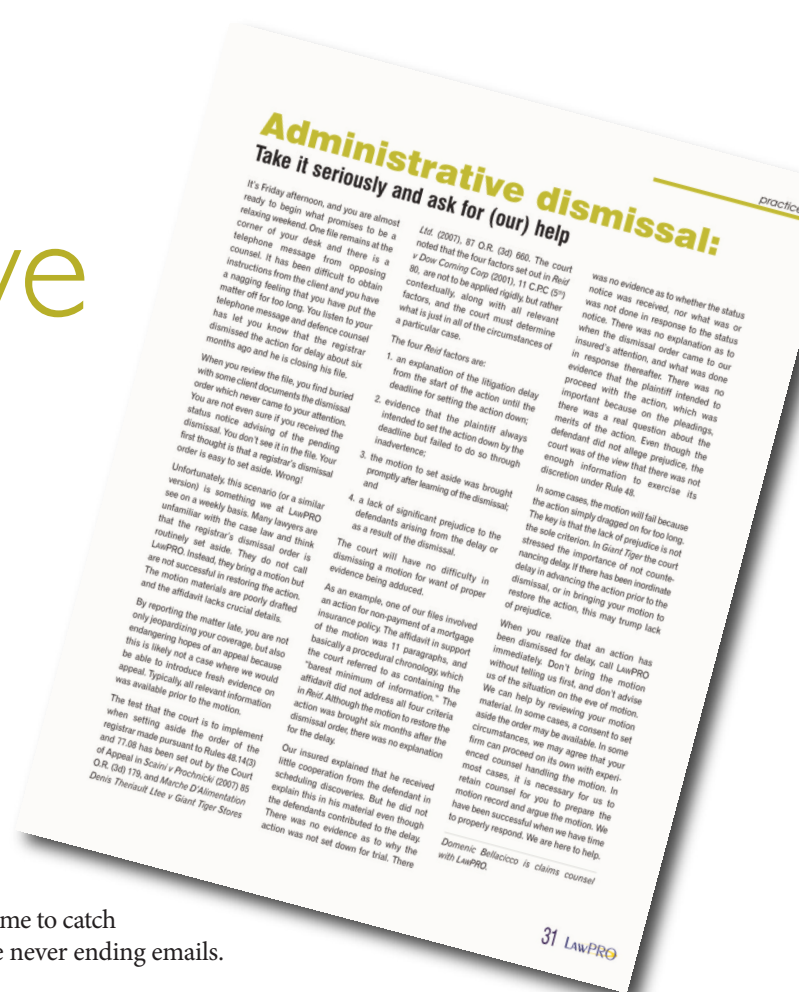 ve
practice
Administrative dismissal:
Take it seriously and ask for (our) help
It's Friday afternoon, and you are almost
ready to begin what promises to be a
relaxing weekend. One file remains at the
corner of your desk and there is a
telephone message from opposing
counsel. It has been difficult to obtain
instructions from the client and you have
a nagging feeling that you have put the
matter off for too long. You listen to your
telephone message and defence counsel
has let you know that the registrar
dismissed the action for delay about six
months ago and he is closing his file.
When you review the file, you find buried
with some client documents the dismissal
order which never came to your attention.
You are not even sure if you received the
status notice advising of the pending
dismissal. You don't see it in the file. Your
first thought is that a registrar's dismissal
order is easy to set aside. Wrong!
Unfortunately, this scenario (or a similar
version) is something we at LAWPRO
see on a weekly basis. Many lawyers are
unfamiliar with the case law and think
that the registrar's dismissal order is
routinely set aside. They do not call
LAWPRO. Instead, they bring a motion but
are not successful in restoring the action.
The motion materials are poorly drafted
and the affidavit lacks crucial details.
By reporting the matter late, you are not
only jeopardizing your coverage, but also
endangering hopes of an appeal because
this is likely not a case where we would
be able to introduce fresh evidence on
appeal. Typically, all relevant information
was available prior to the motion.
The test that the court is to implement
when setting aside the order of the
registrar made pursuant to Rules 48.14(3)
and 77.08 has been set out by the Court
of Appeal in Scaini v Prochnicki (2007) 85
O.R. (3d) 179, and Marche D'Alimentation
Denis Theriault Ltee v Giant Tiger Stores
Ltd. (2007), 87 O.R. (3d) 660. The court
noted that the four factors set out in Reid
v Dow Corning Corp (2001), 11 C.P.C (5th)
80, are not to be applied rigidly, but rather
contextually, along with all relevant
factors, and the court must determine
what is just in all of the circumstances of
a particular case.
The four Reid factors are:
1. an explanation of the litigation delay
from the start of the action until the
deadline for setting the action down;
2. evidence that the plaintiff always
intended to set the action down by the
deadline but failed to do so through
inadvertence;
3. the motion to set aside was brought
promptly after learning of the dismissal;
and
4. a lack of significant prejudice to the
defendants arising from the delay or
as a result of the dismissal.
The court will have no difficulty in
dismissing a motion for want of proper
evidence being adduced.
As an example, one of our files involved
an action for non-payment of a mortgage
insurance policy. The affidavit in support
of the motion was 11 paragraphs, and
basically a procedural chronology, which
the court referred to as containing the
"barest minimum of information." The
affidavit did not address all four criteria
in Reid. Although the motion to restore the
action was brought six months after the
dismissal order, there was no explanation
for the delay.
Our insured explained that he received
little cooperation from the defendant in
scheduling discoveries. But he did not
explain this in his material even though
the defendants contributed to the delay.
There was no evidence as to why the
action was not set down for trial. There
was no evidence as to whether the status
notice was received, nor what was or
was not done in response to the status
notice. There was no explanation as to
when the dismissal order came to our
insured's attention, and what was done
in response thereafter. There was no
evidence that the plaintiff intended to
proceed with the action, which was
important because on the pleadings,
there was a real question about the
merits of the action. Even though the
defendant did not allege prejudice, the
court was of the view that there was not
enough information to exercise its
discretion under Rule 48.
In some cases, the motion will fail because
the action simply dragged on for too long.
The key is that the lack of prejudice is not
the sole criterion. In Giant Tiger the court
stressed the importance of not counte-
nancing delay. If there has been inordinate
delay in advancing the action prior to the
dismissal, or in bringing your motion to
restore the action, this may trump lack
of prejudice.
When you realize that an action has
been dismissed for delay, call LAWPRO
immediately. Don't bring the motion
without telling us first, and don't advise
us of the situation on the eve of motion.
We can help by reviewing your motion
material. In some cases, a consent to set
aside the order may be available. In some
circumstances, we may agree that your
firm can proceed on its own with experi-
enced counsel handling the motion. In
most cases, it is necessary for us to
retain counsel for you to prepare the
motion record and argue the motion. We
have been successful when we have time
to properly respond. We are here to help.
Domenic Bellacicco is claims counsel
with LAWPRO.
31 LAWPRO
me to catch
e never ending emails.